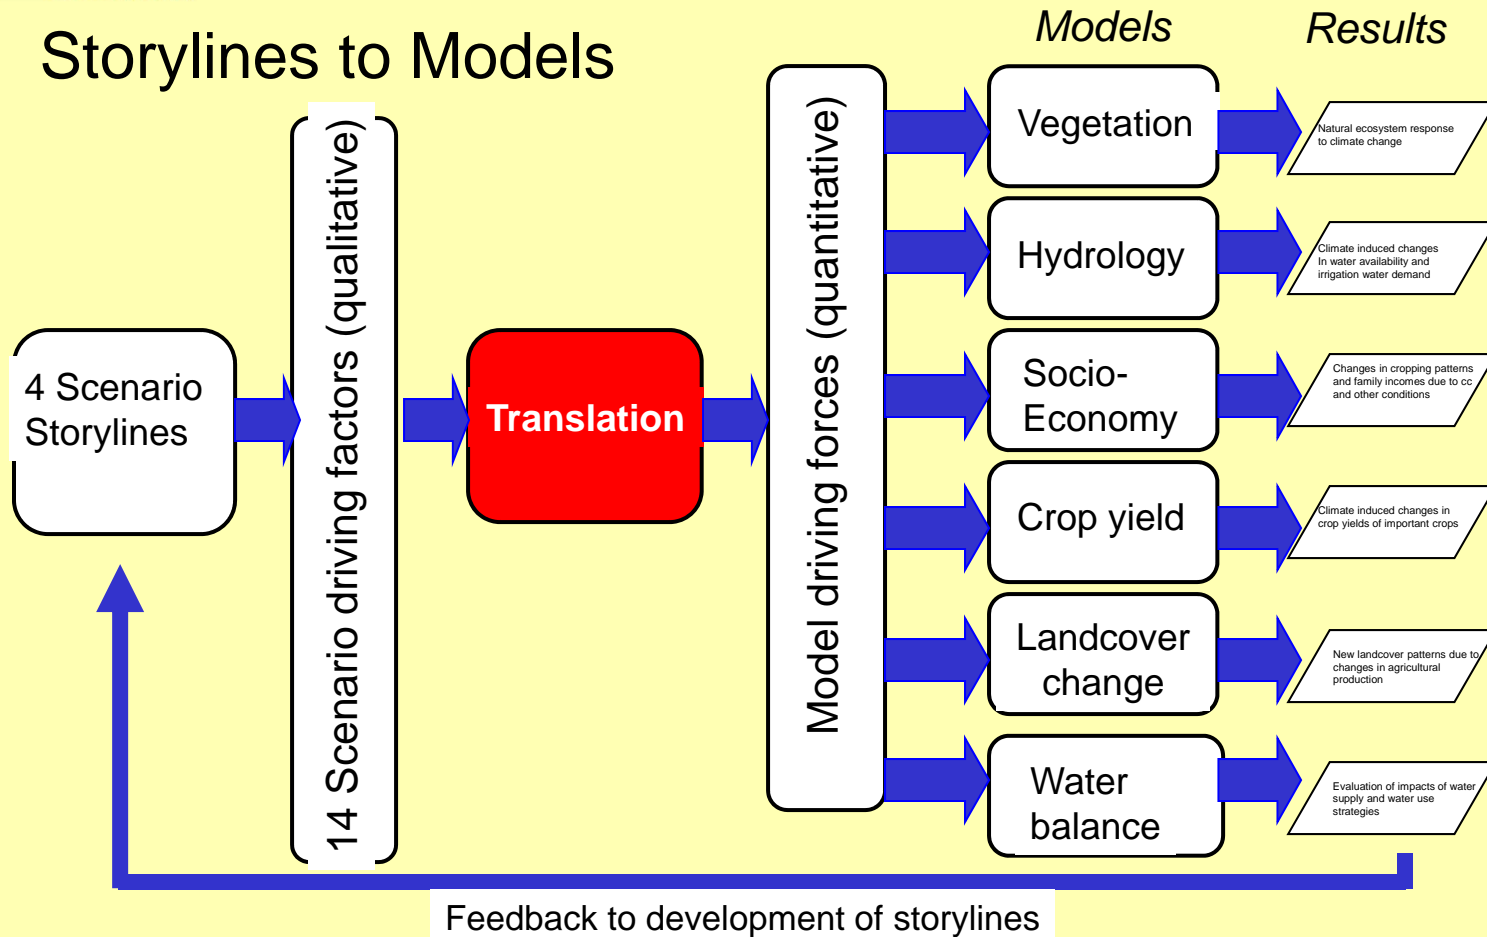 Storylines to Models
Models
Results
4 Scenario
Storylines
14 Scenario driving factors (qualitative)
Translation
Model driving forces (quantitative)
Vegetation
Natural ecosystem response
to climate change
Hydrology
Climate induced changes
In water availability and
irrigation water demand
Socio-
Economy
Changes in cropping patterns
and family incomes due to cc
and other conditions
Crop yield
Climate induced changes in
crop yields of important crops
Landcover
change
New landcover patterns due to
changes in agricultural
production
Water
balance
Evaluation of impacts of water
supply and water use
strategies
Feedback to development of storylines